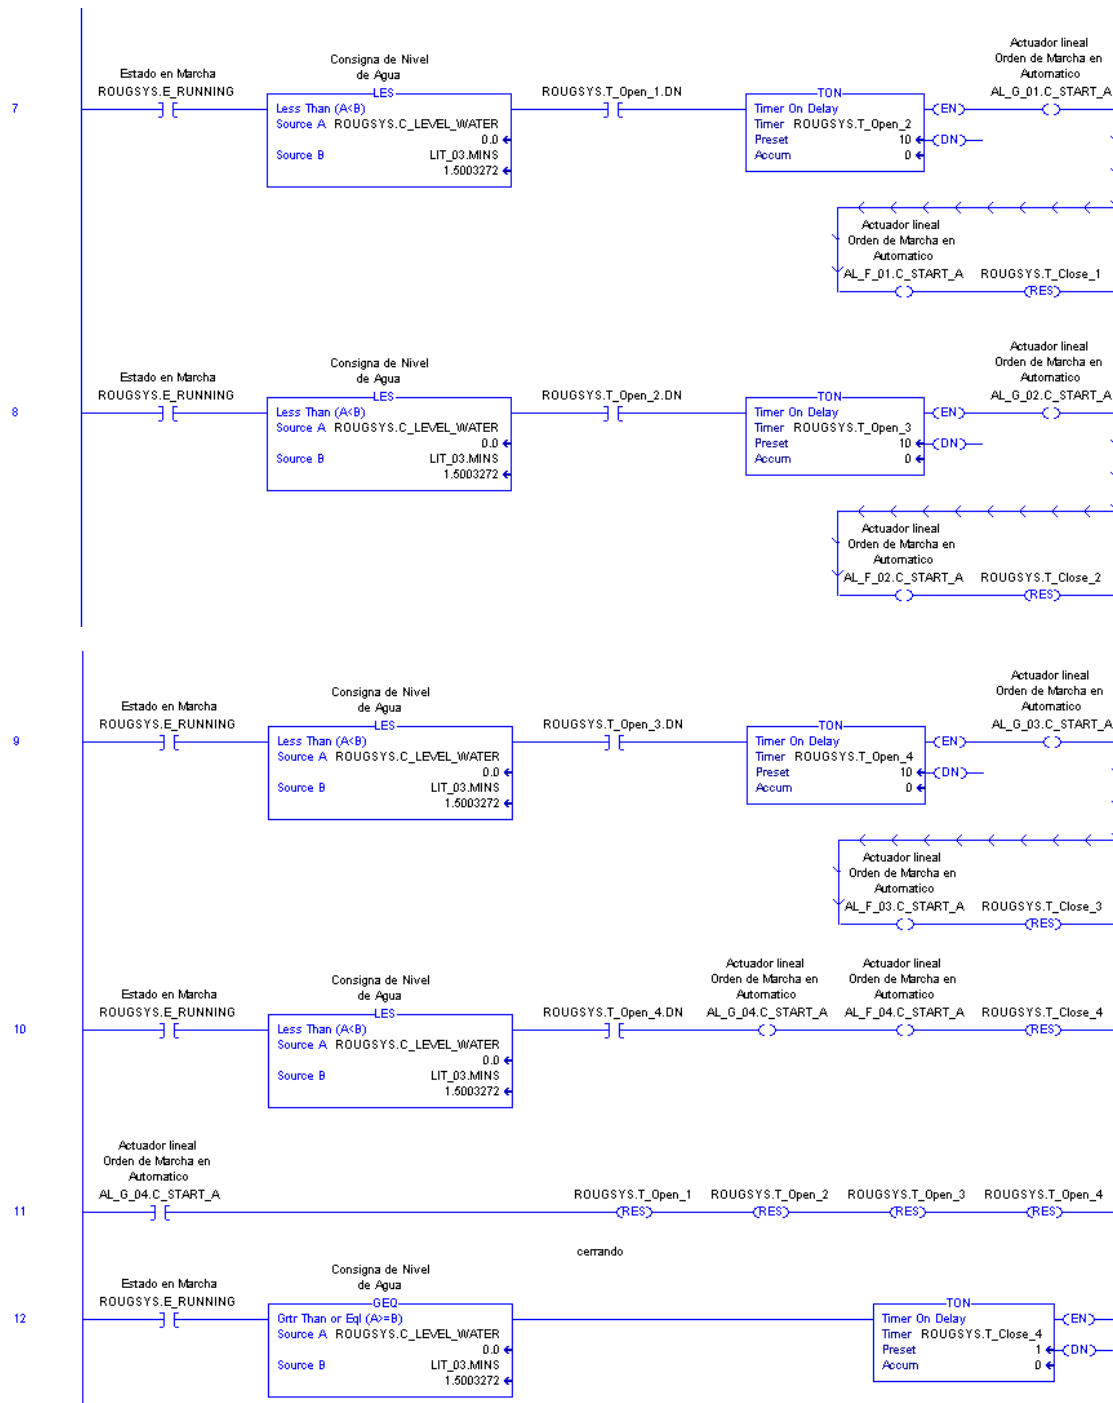 Actuador lineal
Orden de Marcha en
Automatico
AL_G_01.C_START_A
Consigna de Nivel
de Agua
Estado en Marcha
ROUGSYS.E_RUNNING
LES
ROUGSYS.T_Open_1.DN
TON
7
Less Than (A<B)
Source A ROUGSYS.C_LEVEL_WATER
0.0
Source B LIT_03.MINS
1.5003272
Timer On Delay
Timer ROUGSYS.T_Open_2
Preset 10
Accum 0
EN
DN
Actuador lineal
Orden de Marcha en
Automatico
AL_F_01.C_START_A ROUGSYS.T_Close_1
RES
Actuador lineal
Orden de Marcha en
Automatico
AL_G_02.C_START_A
Consigna de Nivel
de Agua
Estado en Marcha
ROUGSYS.E_RUNNING
LES
ROUGSYS.T_Open_2.DN
TON
8
Less Than (A<B)
Source A ROUGSYS.C_LEVEL_WATER
0.0
Source B LIT_03.MINS
1.5003272
Timer On Delay
Timer ROUGSYS.T_Open_3
Preset 10
Accum 0
EN
DN
Actuador lineal
Orden de Marcha en
Automatico
AL_F_02.C_START_A ROUGSYS.T_Close_2
RES
Actuador lineal
Orden de Marcha en
Automatico
AL_G_03.C_START_A
Consigna de Nivel
de Agua
Estado en Marcha
ROUGSYS.E_RUNNING
LES
ROUGSYS.T_Open_3.DN
TON
9
Less Than (A<B)
Source A ROUGSYS.C_LEVEL_WATER
0.0
Source B LIT_03.MINS
1.5003272
Timer On Delay
Timer ROUGSYS.T_Open_4
Preset 10
Accum 0
EN
DN
Actuador lineal
Orden de Marcha en
Automatico
AL_F_03.C_START_A ROUGSYS.T_Close_3
RES
Consigna de Nivel
de Agua
Estado en Marcha
ROUGSYS.E_RUNNING
LES
ROUGSYS.T_Open_4.DN
Actuador lineal
Orden de Marcha en
Automatico
AL_G_04.C_START_A
Actuador lineal
Orden de Marcha en
Automatico
AL_F_04.C_START_A
ROUGSYS.T_Close_4
RES
10
Less Than (A<B)
Source A ROUGSYS.C_LEVEL_WATER
0.0
Source B LIT_03.MINS
1.5003272
Actuador lineal
Orden de Marcha en
Automatico
AL_G_04.C_START_A
11
ROUGSYS.T_Open_1 ROUGSYS.T_Open_2 ROUGSYS.T_Open_3 ROUGSYS.T_Open_4
RES RES RES RES
cerrando
Consigna de Nivel
de Agua
Estado en Marcha
ROUGSYS.E_RUNNING
GEQ
TON
12
Grtr Than or Eql (A>=B)
Source A ROUGSYS.C_LEVEL_WATER
0.0
Source B LIT_03.MINS
1.5003272
Timer On Delay
Timer ROUGSYS.T_Close_4
Preset 1
Accum 0
EN
DN